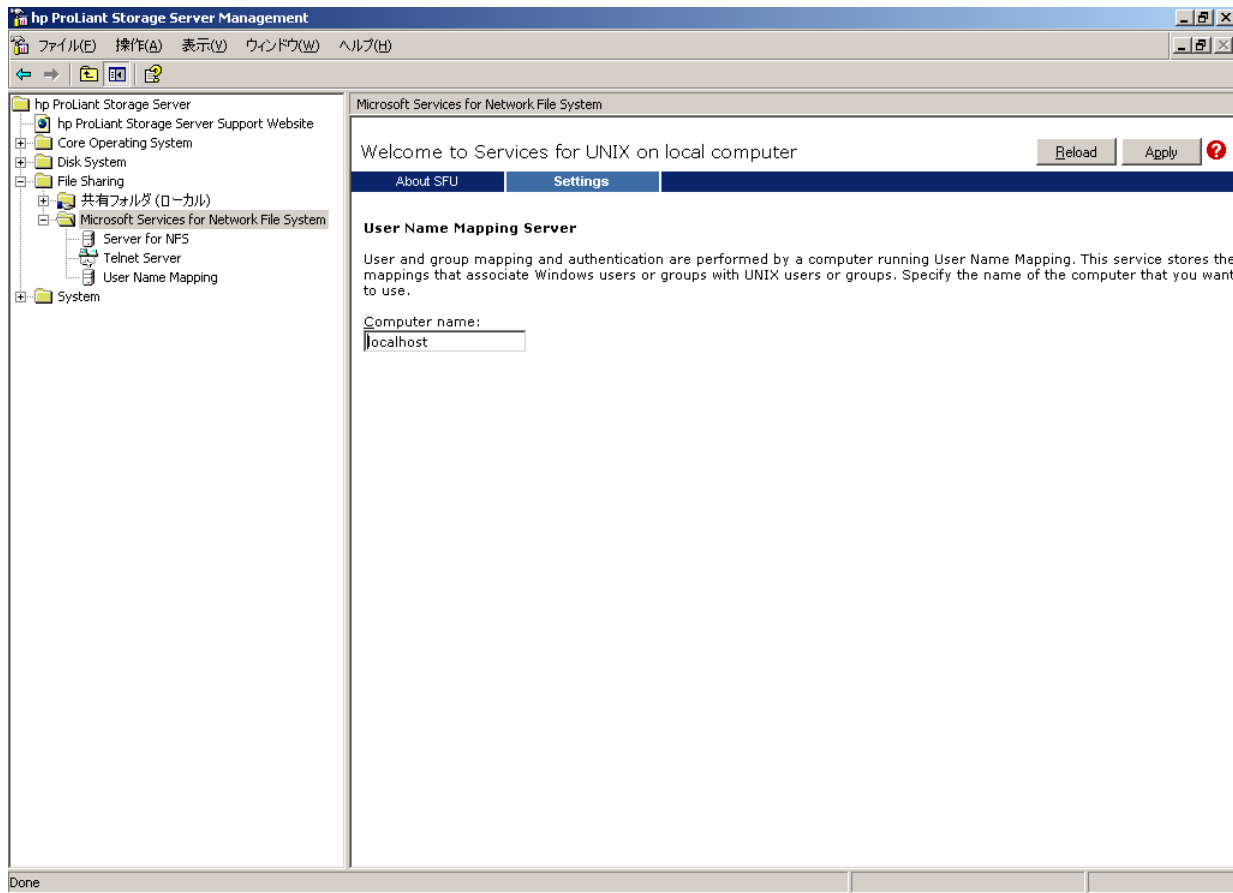 hp ProLiant Storage Server Management
ファイル(F) 操作(A) 表示(V) ウィンドウ(W) ヘルプ(H)
hp ProLiant Storage Server
hp ProLiant Storage Server Support Website
Core Operating System
Disk System
File Sharing
共有フォルダ (ローカル)
Microsoft Services for Network File System
Server for NFS
Telnet Server
User Name Mapping
System
Microsoft Services for Network File System
Welcome to Services for UNIX on local computer
Reload Apply ?
About SFU Settings
User Name Mapping Server
User and group mapping and authentication are performed by a computer running User Name Mapping. This service stores the
mappings that associate Windows users or groups with UNIX users or groups. Specify the name of the computer that you want
to use.
Computer name:
localhost
Done